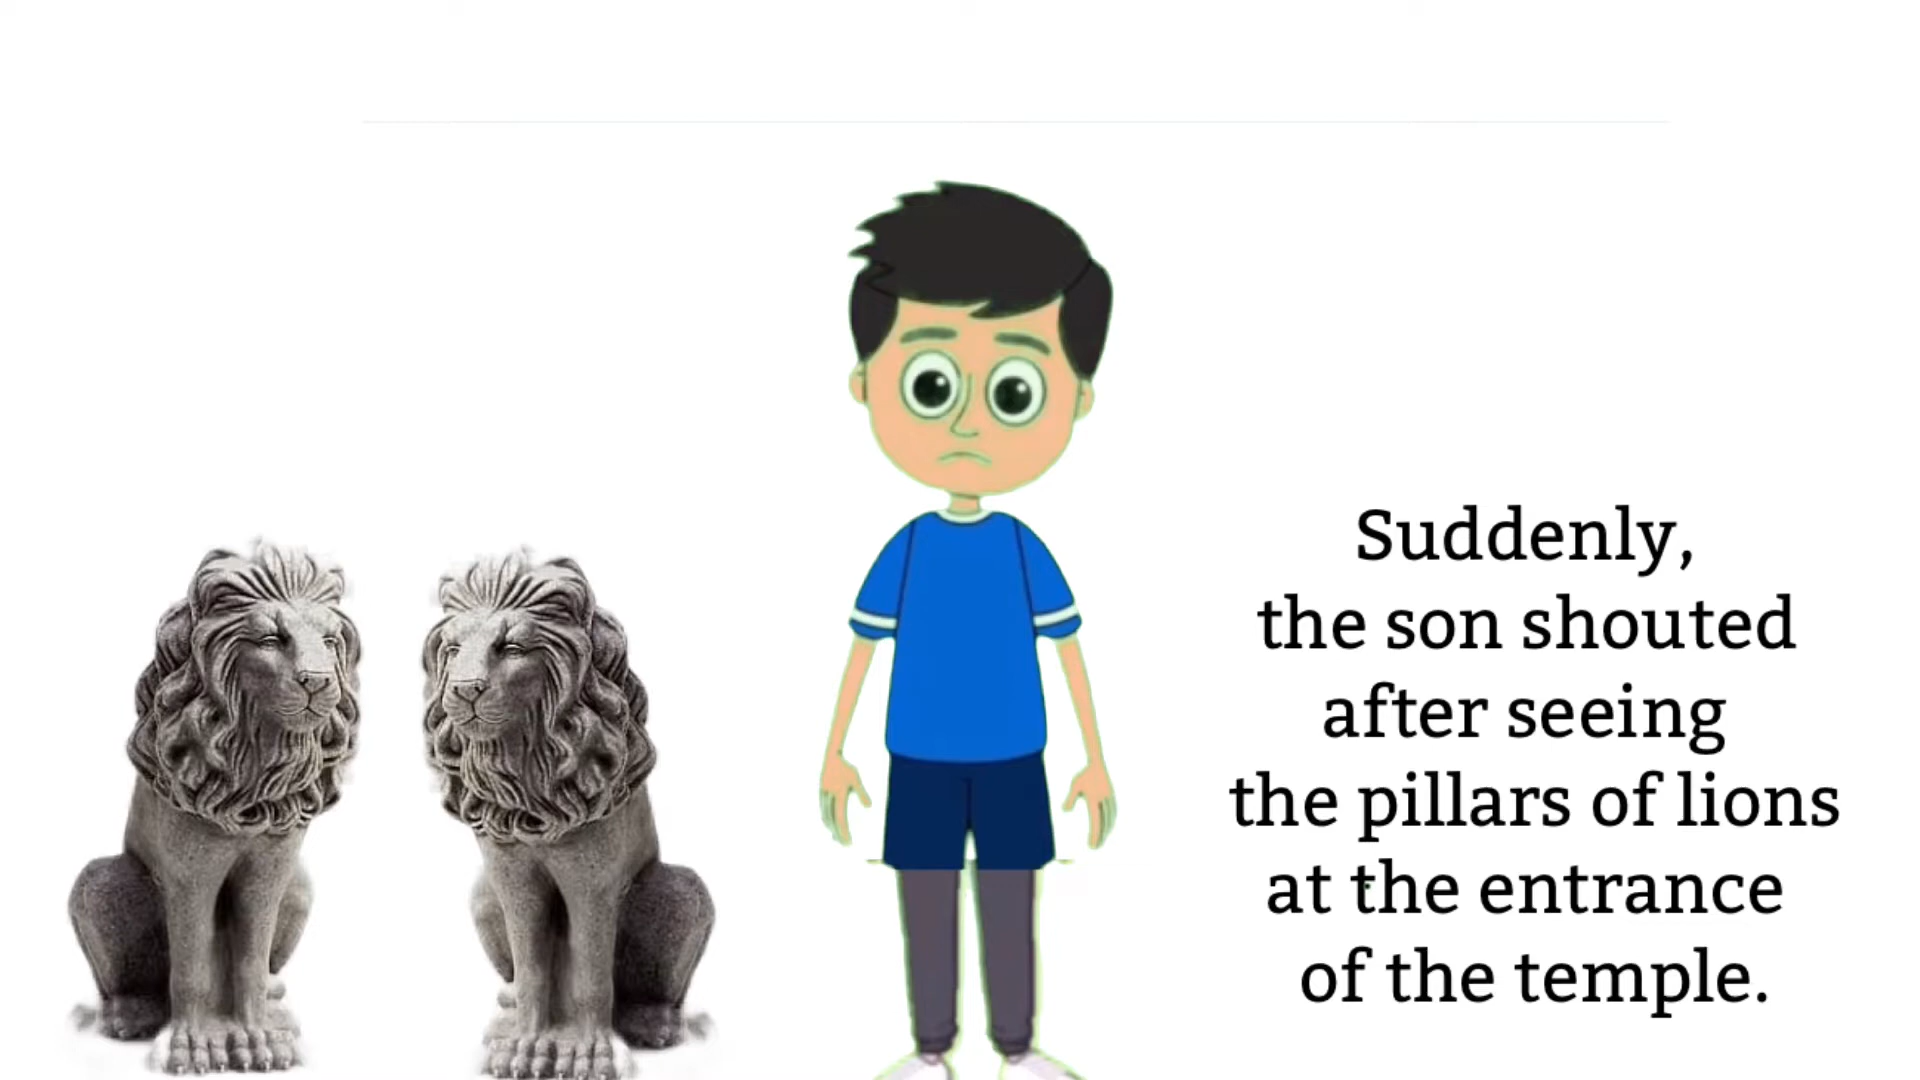 Suddenly,
the son shouted
after seeing
the pillars of lions
at the entrance
of the temple.